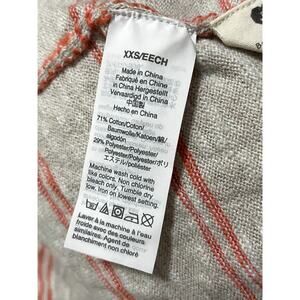 XXS/EECH
Made in China
Fabriqué en Chine
In China Hergestellt
Vervaardigd in China
中国製
Hecho en China
71% Cotton/Coton/
Baumwolle/Katoen/綿/
algodón
29% Polyester/Polyester/
Polyester/Polyester/ポリ
エステル/poliéster
Machine wash cold with
like colors. Non chlorine
bleach only. Tumble dry
low. Iron on lowest setting.
Laver à la machine à l'eau
froide avec des couleurs
similaires. Agent de
blanchiment non chloré